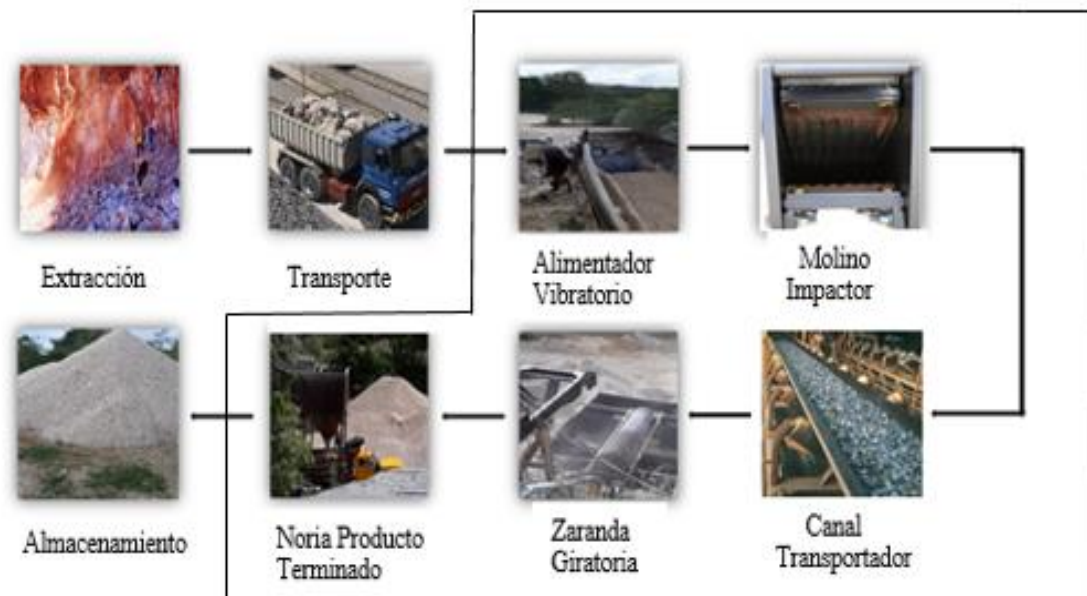 Extracción
Transporte
Alimentador
Vibratorio
Molino
Impactor
Almacenamiento
Noria Producto
Terminado
Zaranda
Giratoria
Canal
Transportador